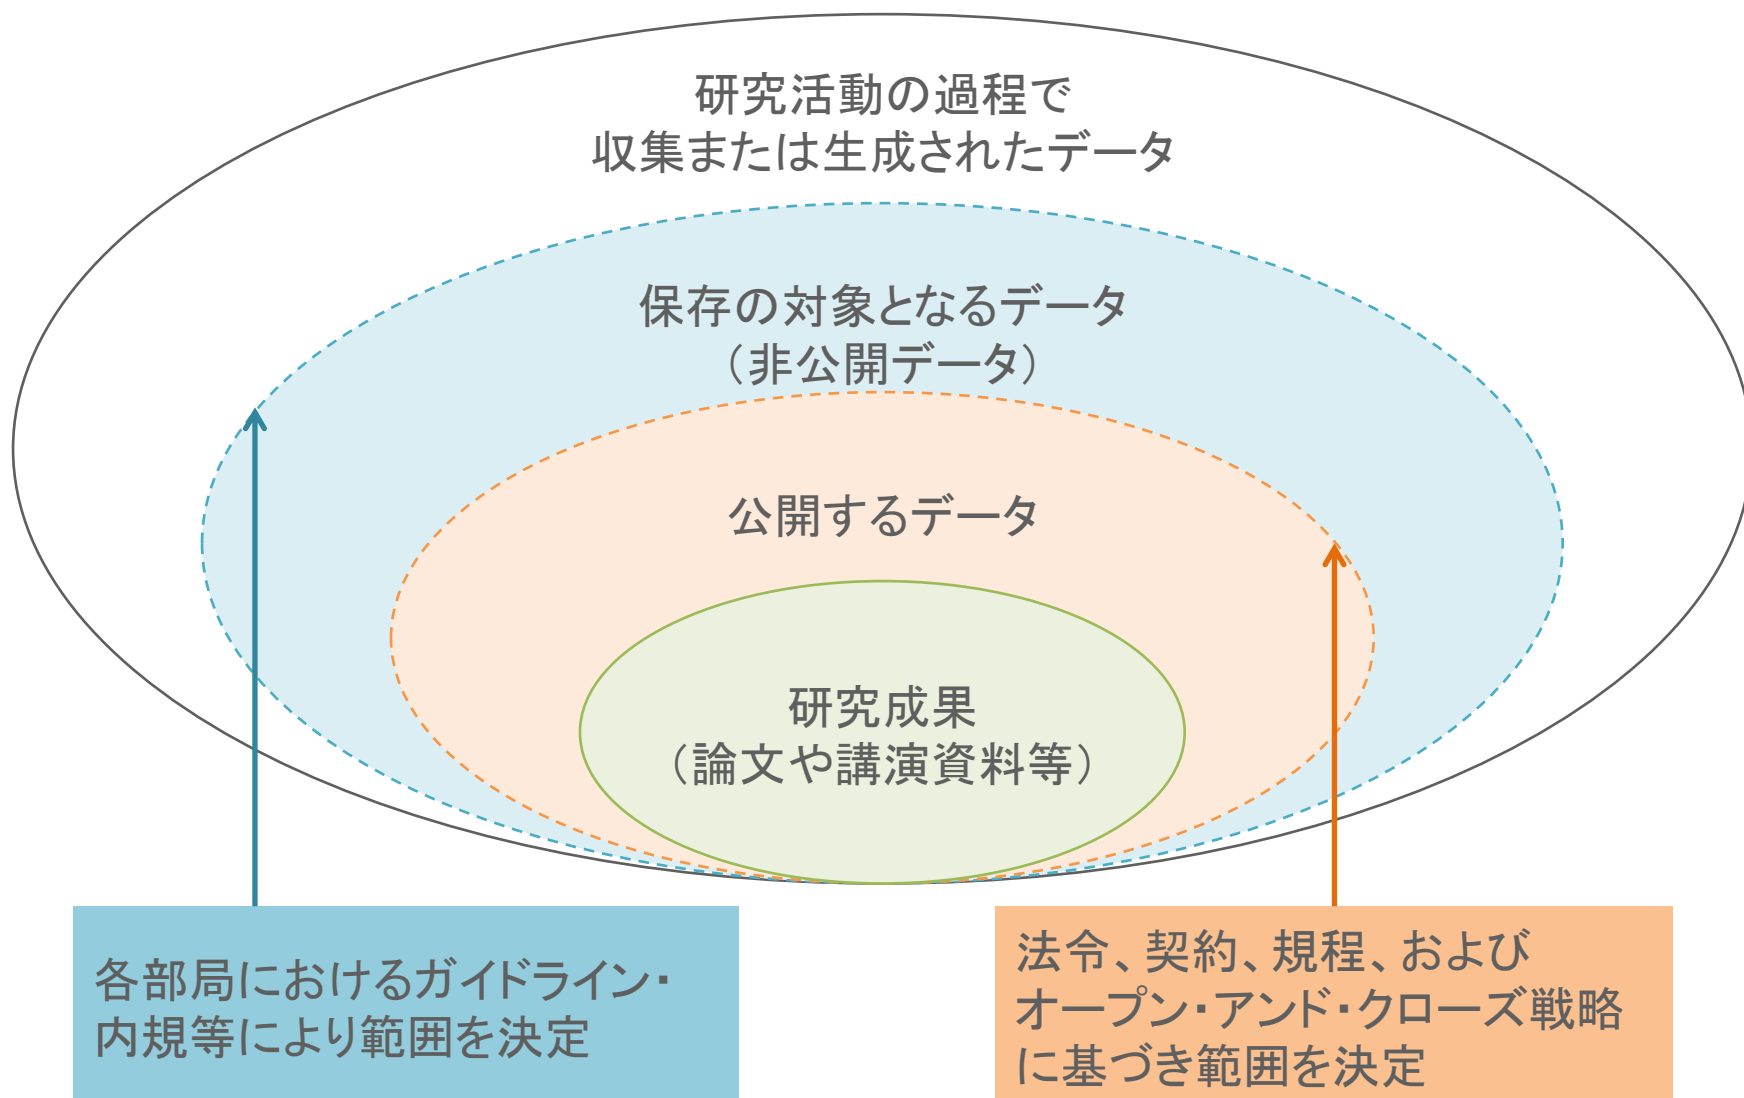 研究活動の過程で
収集または生成されたデータ
保存の対象となるデータ
（非公開データ）
公開するデータ
研究成果
（論文や講演資料等）
各部局におけるガイドライン・
内規等により範囲を決定
法令、契約、規程、および
オープン・アンド・クローズ戦略
に基づき範囲を決定